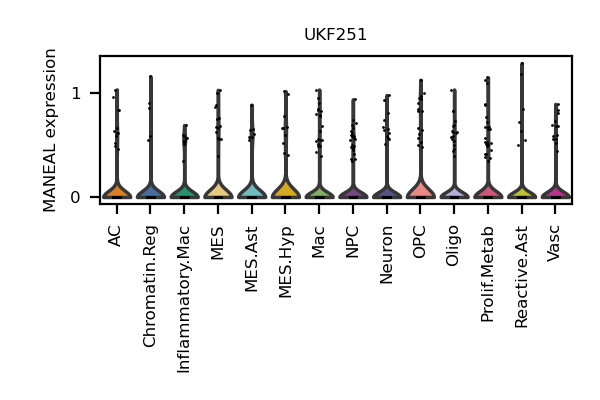 UKF251
MANEAL expression
1
0
AC
Chromatin.Reg
Inflammatory.Mac
MES
MES.Ast
MES.Hyp
Mac
NPC
Neuron
OPC
Oligo
Prolif.Metab
Reactive.Ast
Vasc